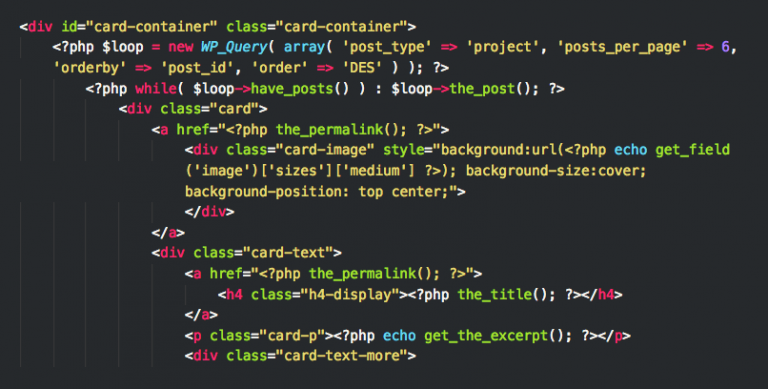 <div id="card-container" class="card-container">
<?php $loop = new WP_Query( array( 'post_type' => 'project', 'posts_per_page' => 6,
'orderby' => 'post_id', 'order' => 'DES' ) ); ?>
<?php while( $loop->have_posts() ) : $loop->the_post(); ?>
<div class="card">
<a href="<?php the_permalink(); ?>">
<div class="card-image" style="background:url(<?php echo get_field
('image')['sizes']['medium'] ?>); background-size:cover;
background-position: top center;">
</div>
</a>
<div class="card-text">
<a href="<?php the_permalink(); ?>">
<h4 class="h4-display"><?php the_title(); ?></h4>
</a>
<p class="card-p"><?php echo get_the_excerpt(); ?></p>
<div class="card-text-more">